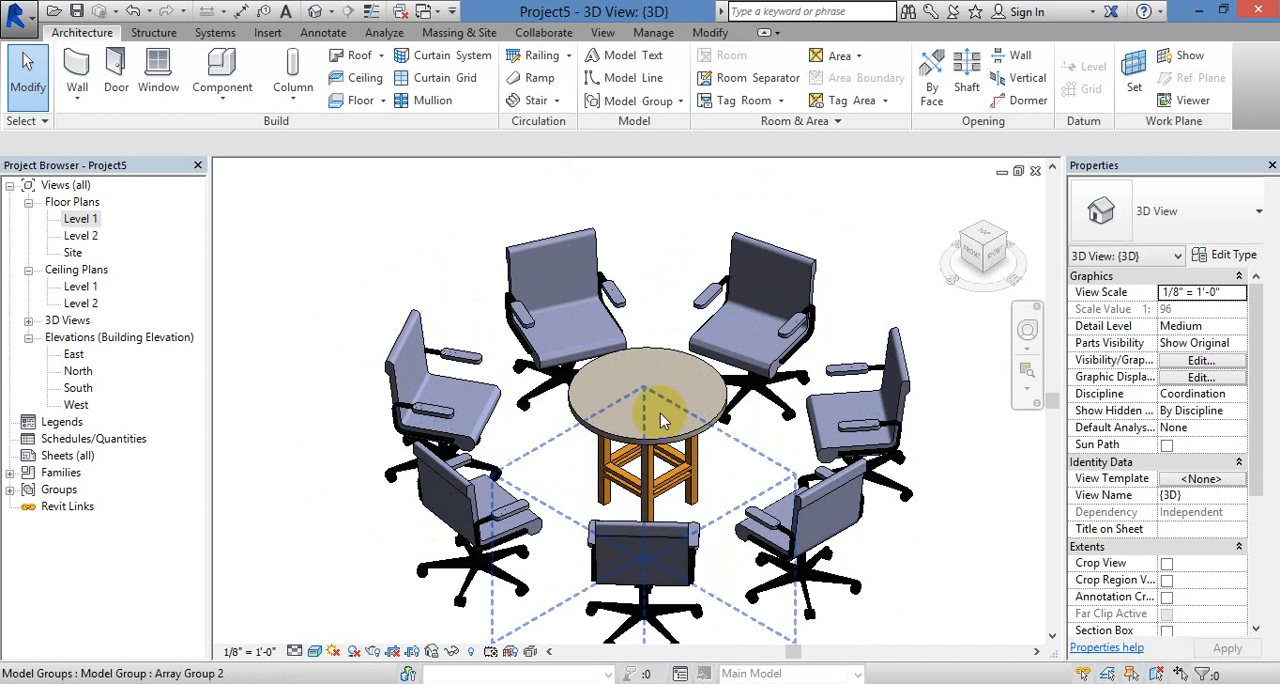 Project5 - 3D View: {3D}
Type a keyword or phrase
Sign In
Architecture Structure Systems Insert Annotate Analyze Massing & Site Collaborate View Manage Modify
Modify
Select
Wall Door Window Component Column
Roof
Ceiling
Floor
Curtain System
Curtain Grid
Mullion
Build
Railing
Ramp
Stair
Circulation
Model Text
Model Line
Model Group
Model
Room
Room Separator
Tag Room
Area
Area Boundary
Tag Area
Room & Area
By
Face
Shaft
Wall
Vertical
Dormer
Opening
Level
Grid
Datum
Set
Show
Ref Plane
Viewer
Work Plane
Project Browser - Project5
Views (all)
Floor Plans
Level 1
Level 2
Site
Ceiling Plans
Level 1
Level 2
3D Views
Elevations (Building Elevation)
East
North
South
West
Legends
Schedules/Quantities
Sheets (all)
Families
Groups
Revit Links
TOP
FRONT
RIGHT
Properties
3D View
3D View: {3D} Edit Type
Graphics
View Scale 1/8" = 1'-0"
Scale Value 1: 96
Detail Level Medium
Parts Visibility Show Original
Visibility/Grap... Edit...
Graphic Displa... Edit...
Discipline Coordination
Show Hidden ... By Discipline
Default Analys... None
Sun Path
Identity Data
View Template <None>
View Name {3D}
Dependency Independent
Title on Sheet
Extents
Crop View
Crop Region V...
Annotation Cr...
Far Clip Active
Section Box
Properties help Apply
1/8" = 1'-0"
Model Groups : Model Group : Array Group 2
:0
Main Model
:0